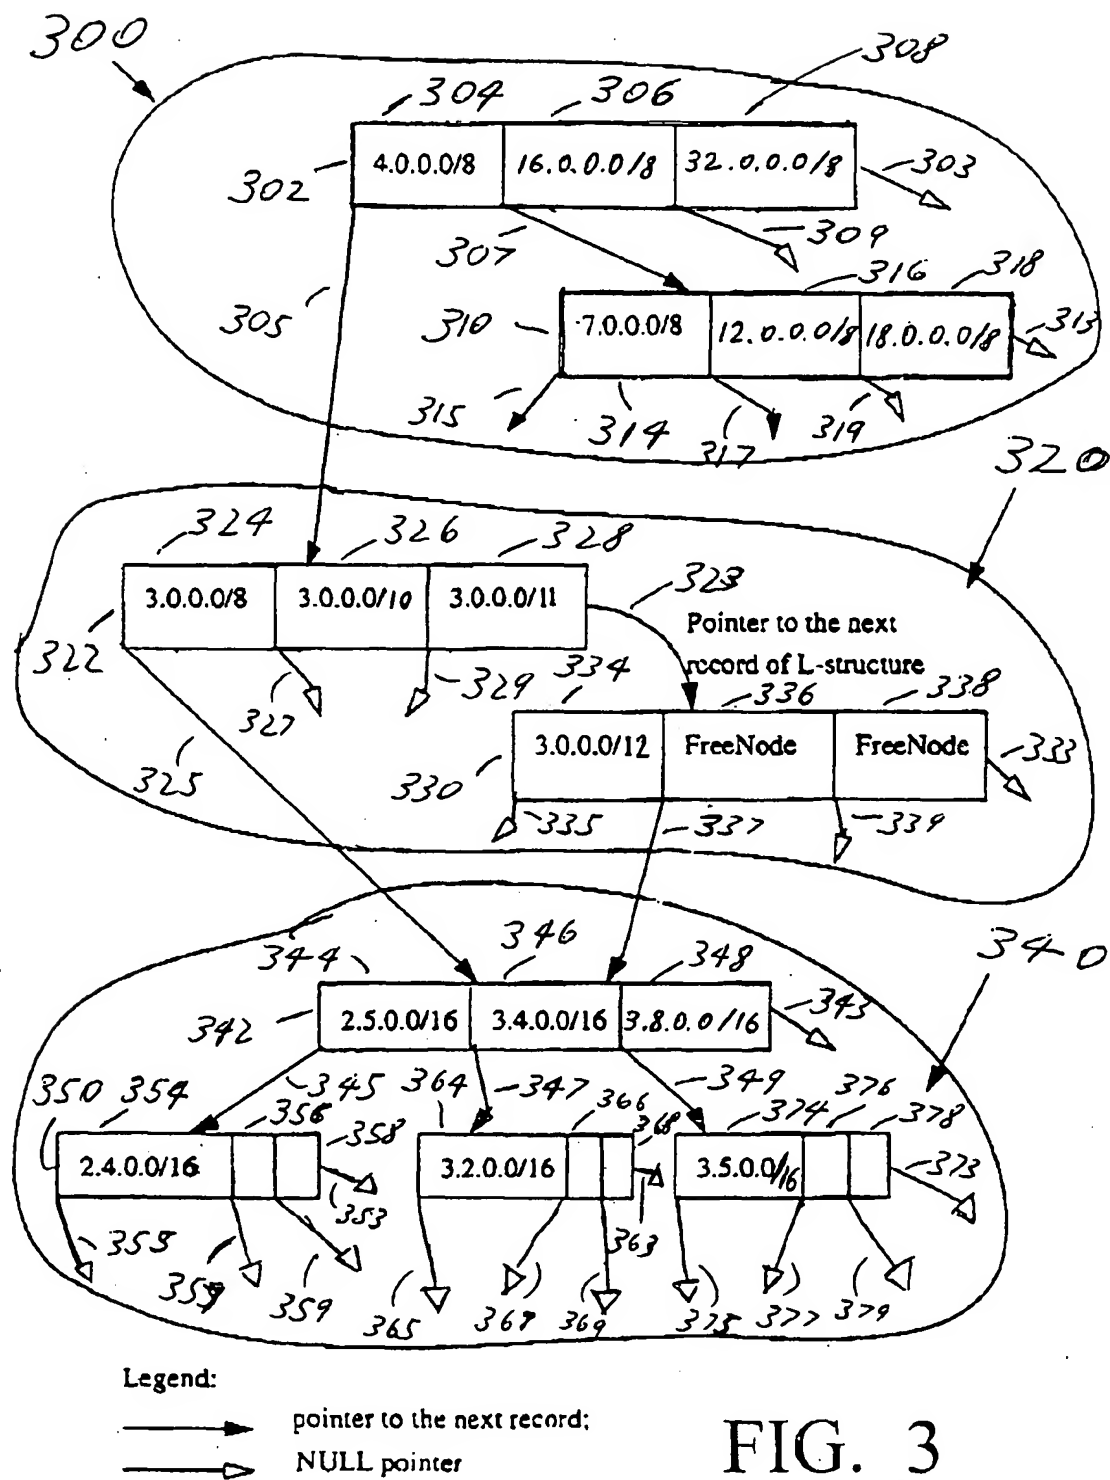 300
304 306 308
302 4.0.0.0/8 16.0.0.0/8 32.0.0.0/8 303
307 309
305
316 318
310 7.0.0.0/8 12.0.0.0/8 18.0.0.0/8 313
315 314 317 319
320
324 326 328
3.0.0.0/8 3.0.0.0/10 3.0.0.0/11 323
322
Pointer to the next
record of L-structure
327 329 334 336 338
325
330 3.0.0.0/12 FreeNode FreeNode 333
335 337 339
340
344 346 348
342 2.5.0.0/16 3.4.0.0/16 3.8.0.0/16 343
345 347 349
350 354 356 358 364 366 368 374 376 378
2.4.0.0/16 3.2.0.0/16 3.5.0.0/16 373
353 363
355 359 365 369 375 377 379
Legend:
pointer to the next record;
NULL pointer
FIG. 3